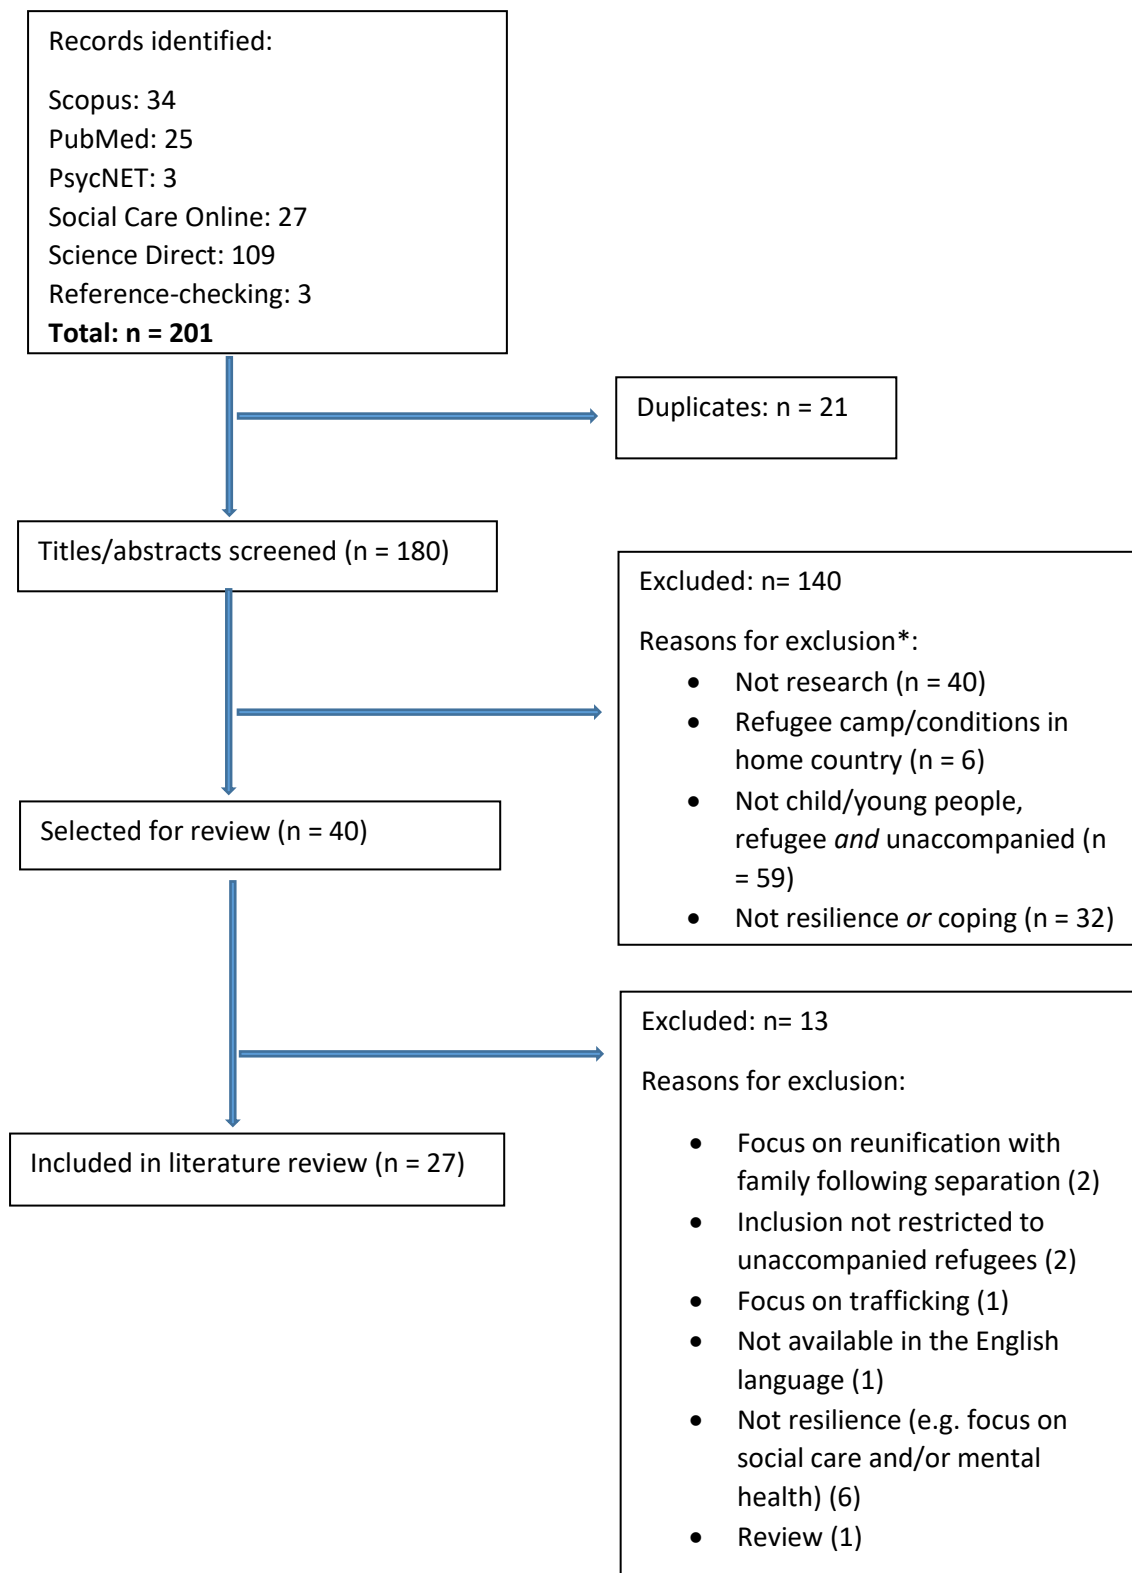 Records identified:
Scopus: 34
PubMed: 25
PsycNET: 3
Social Care Online: 27
Science Direct: 109
Reference-checking: 3
Total: n = 201
Duplicates: n = 21
Titles/abstracts screened (n = 180)
Excluded: n= 140
Reasons for exclusion*:
• Not research (n = 40)
• Refugee camp/conditions in
home country (n = 6)
• Not child/young people,
refugee and unaccompanied (n
= 59)
• Not resilience or coping (n = 32)
Selected for review (n = 40)
Excluded: n= 13
Reasons for exclusion:
• Focus on reunification with
family following separation (2)
• Inclusion not restricted to
unaccompanied refugees (2)
• Focus on trafficking (1)
• Not available in the English
language (1)
• Not resilience (e.g. focus on
social care and/or mental
health) (6)
• Review (1)
Included in literature review (n = 27)